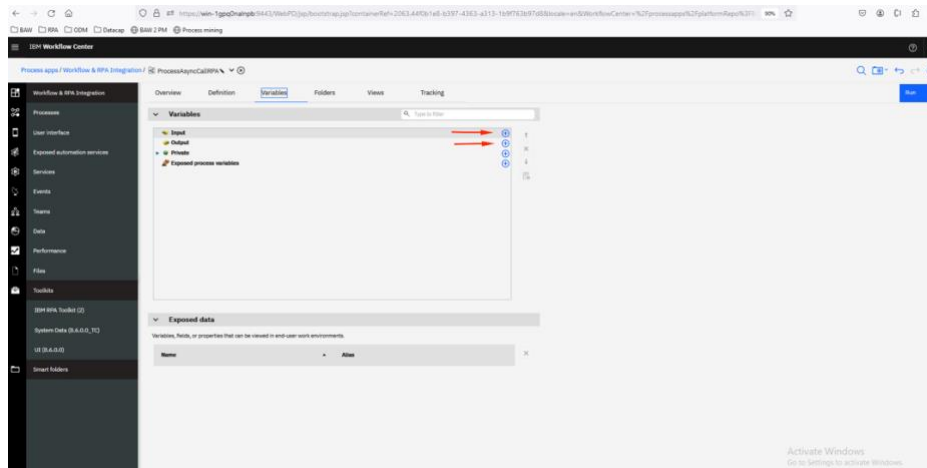 90%
BAW RPA ODM Datacap BAW 2 PM Process mining
IBM Workflow Center
Process apps / Workflow & RPA Integration / ProcessAsyncCallRPA
Workflow & RPA Integration
Overview Definition Variables Folders Views Tracking
Run
Processes
Variables
Type to filter
User interface
Input
Output
Exposed automation services
Private
Exposed process variables
Services
Events
Teams
Data
Performance
Files
Toolkits
IBM RPA Toolkit (2)
Exposed data
System Data (8.6.0.0_TC)
Variables, fields, or properties that can be viewed in end-user work environments.
UI (8.6.0.0)
Name Alias
Smart folders
Activate Windows
Go to Settings to activate Windows.